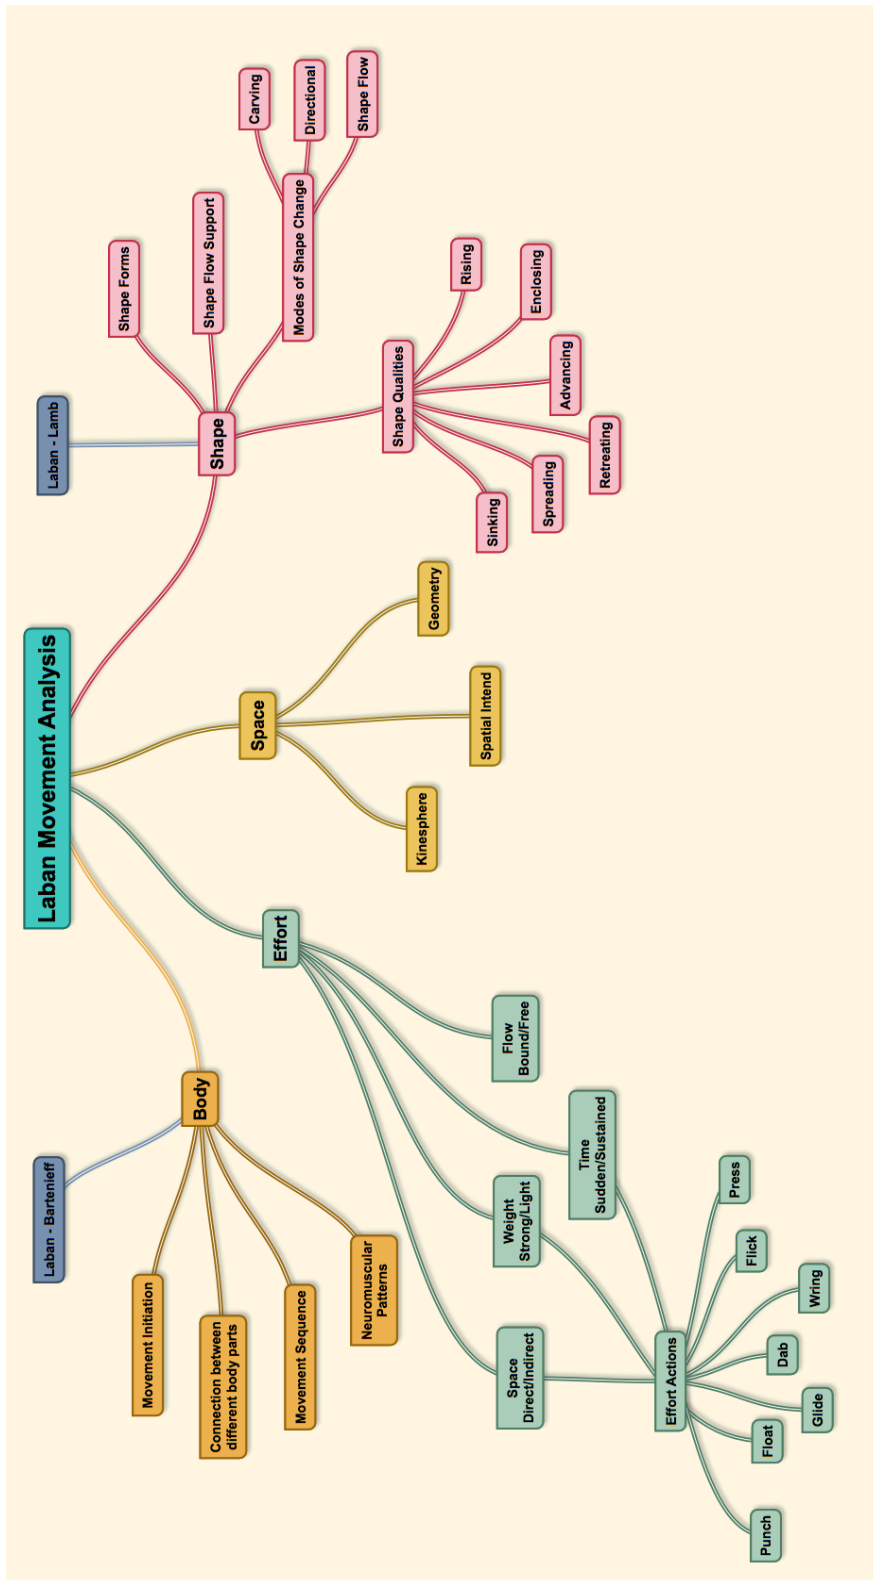 Laban Movement Analysis
Laban - Bartenieff
Body
Movement Initiation
Connection between
different body parts
Movement Sequence
Neuromuscular
Patterns
Effort
Space
Direct/Indirect
Weight
Strong/Light
Time
Sudden/Sustained
Flow
Bound/Free
Effort Actions
Punch
Float
Glide
Dab
Wring
Flick
Press
Space
Kinesphere
Spatial Intend
Geometry
Laban - Lamb
Shape
Shape Forms
Shape Flow Support
Modes of Shape Change
Carving
Directional
Shape Flow
Shape Qualities
Sinking
Spreading
Retreating
Advancing
Enclosing
Rising